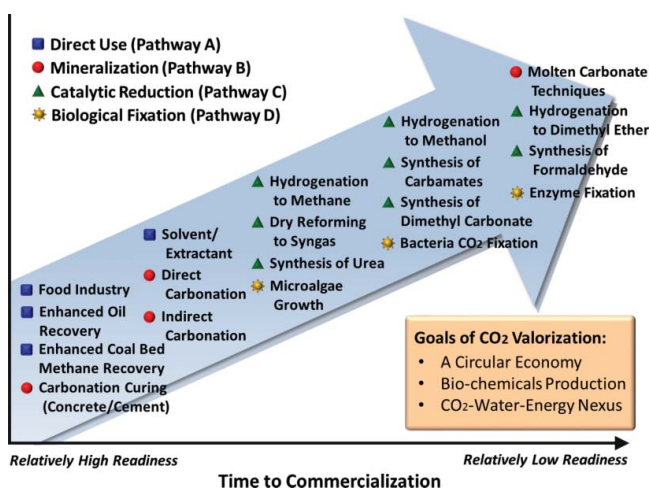 Direct Use (Pathway A)
Mineralization (Pathway B)
Catalytic Reduction (Pathway C)
Biological Fixation (Pathway D)
Food Industry
Enhanced Oil
Recovery
Enhanced Coal Bed
Methane Recovery
Carbonation Curing
(Concrete/Cement)
Solvent/
Extractant
Direct
Carbonation
Indirect
Carbonation
Hydrogenation
to Methane
Dry Reforming
to Syngas
Synthesis of Urea
Microalgae
Growth
Hydrogenation
to Methanol
Synthesis of
Carbamates
Synthesis of
Dimethyl Carbonate
Bacteria CO₂ Fixation
Molten Carbonate
Techniques
Hydrogenation
to Dimethyl Ether
Synthesis of
Formaldehyde
Enzyme Fixation
Goals of CO₂ Valorization:
• A Circular Economy
• Bio-chemicals Production
• CO₂-Water-Energy Nexus
Relatively High Readiness
Relatively Low Readiness
Time to Commercialization